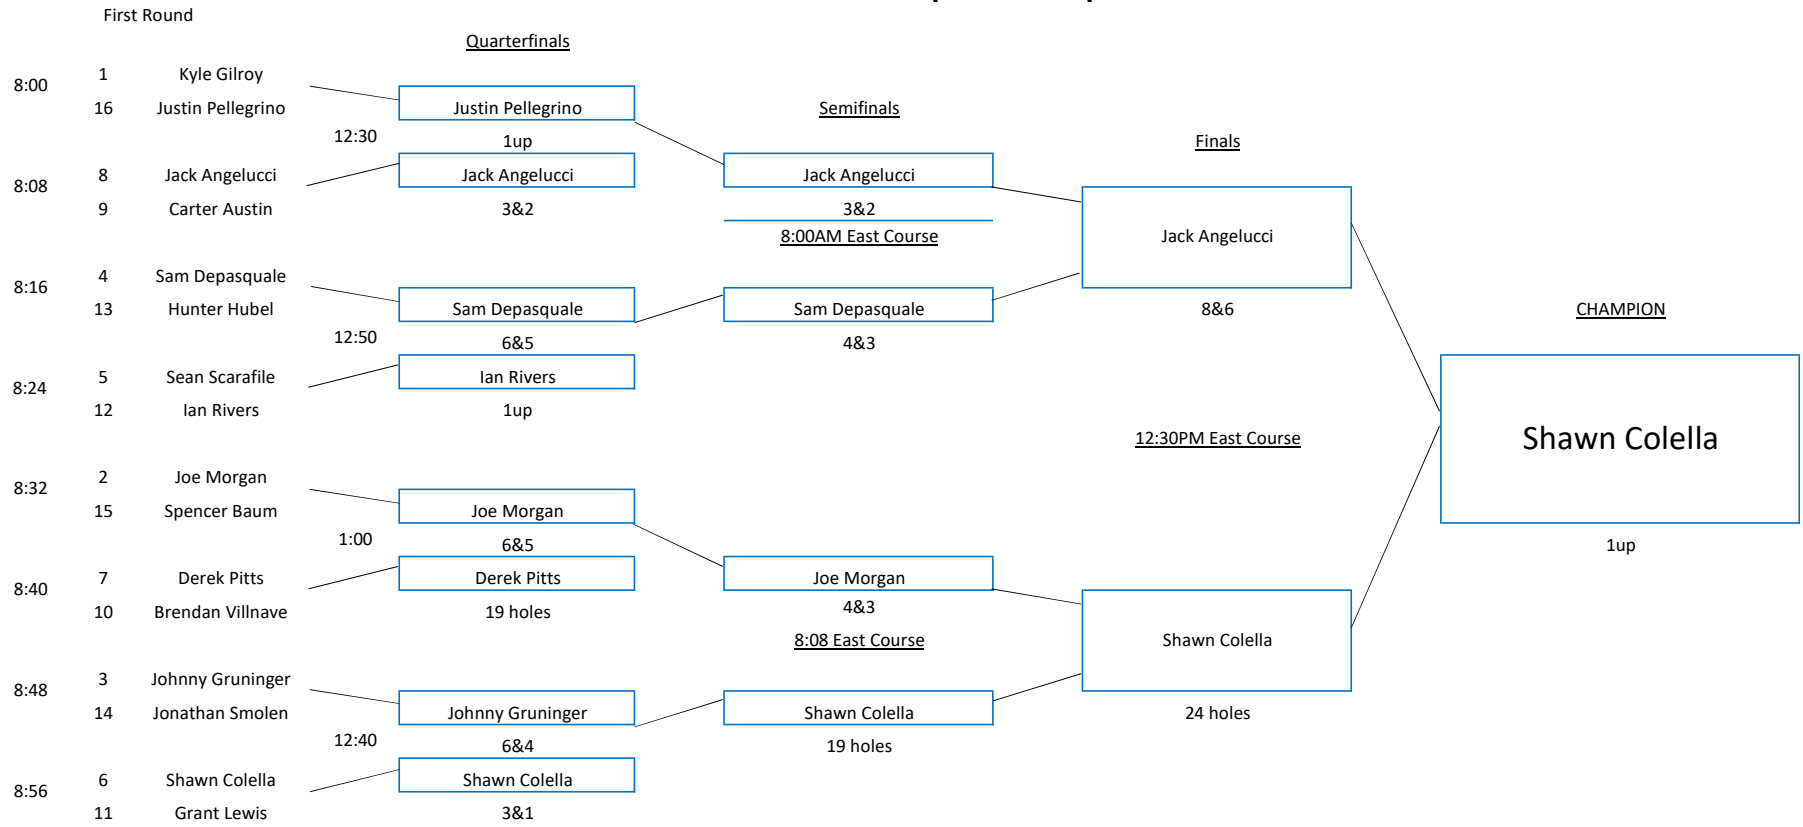 First Round
Quarterfinals
Semifinals
Finals
CHAMPION
8:00
1 Kyle Gilroy
16 Justin Pellegrino
8:08
8 Jack Angelucci
9 Carter Austin
8:16
4 Sam Depasquale
13 Hunter Hubel
8:24
5 Sean Scarafile
12 Ian Rivers
8:32
2 Joe Morgan
15 Spencer Baum
8:40
7 Derek Pitts
10 Brendan Villnave
8:48
3 Johnny Gruninger
14 Jonathan Smolen
8:56
6 Shawn Colella
11 Grant Lewis
Justin Pellegrino
12:30
1up
Jack Angelucci
3&2
Sam Depasquale
12:50
6&5
Ian Rivers
1up
Joe Morgan
1:00
6&5
Derek Pitts
19 holes
Johnny Gruninger
12:40
6&4
Shawn Colella
3&1
Jack Angelucci
3&2
8:00AM East Course
Sam Depasquale
4&3
Joe Morgan
4&3
8:08 East Course
Shawn Colella
19 holes
Jack Angelucci
8&6
12:30PM East Course
Shawn Colella
24 holes
Shawn Colella
1up